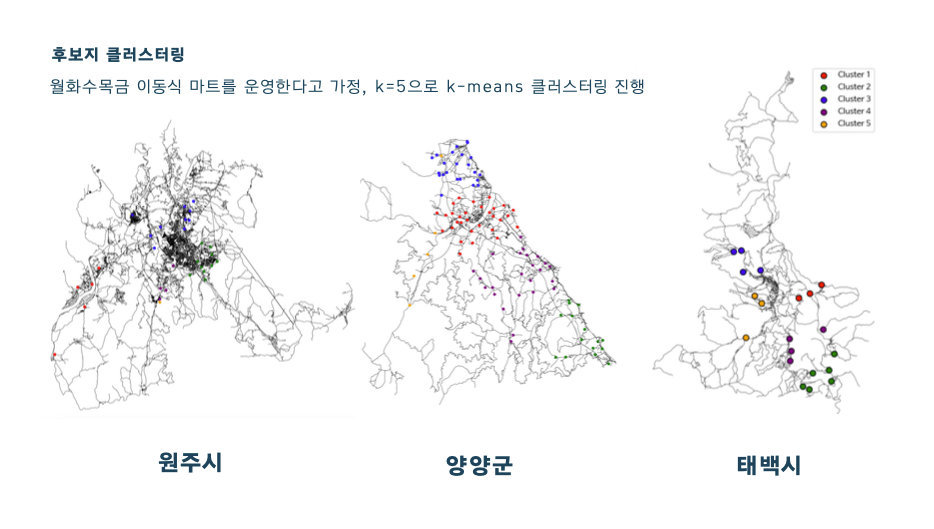 후보지 클러스터링
월화수목금 이동식 마트를 운영한다고 가정, k=5으로 k-means 클러스터링 진행
Cluster 1
Cluster 2
Cluster 3
Cluster 4
Cluster 5
원주시
양양군
태백시